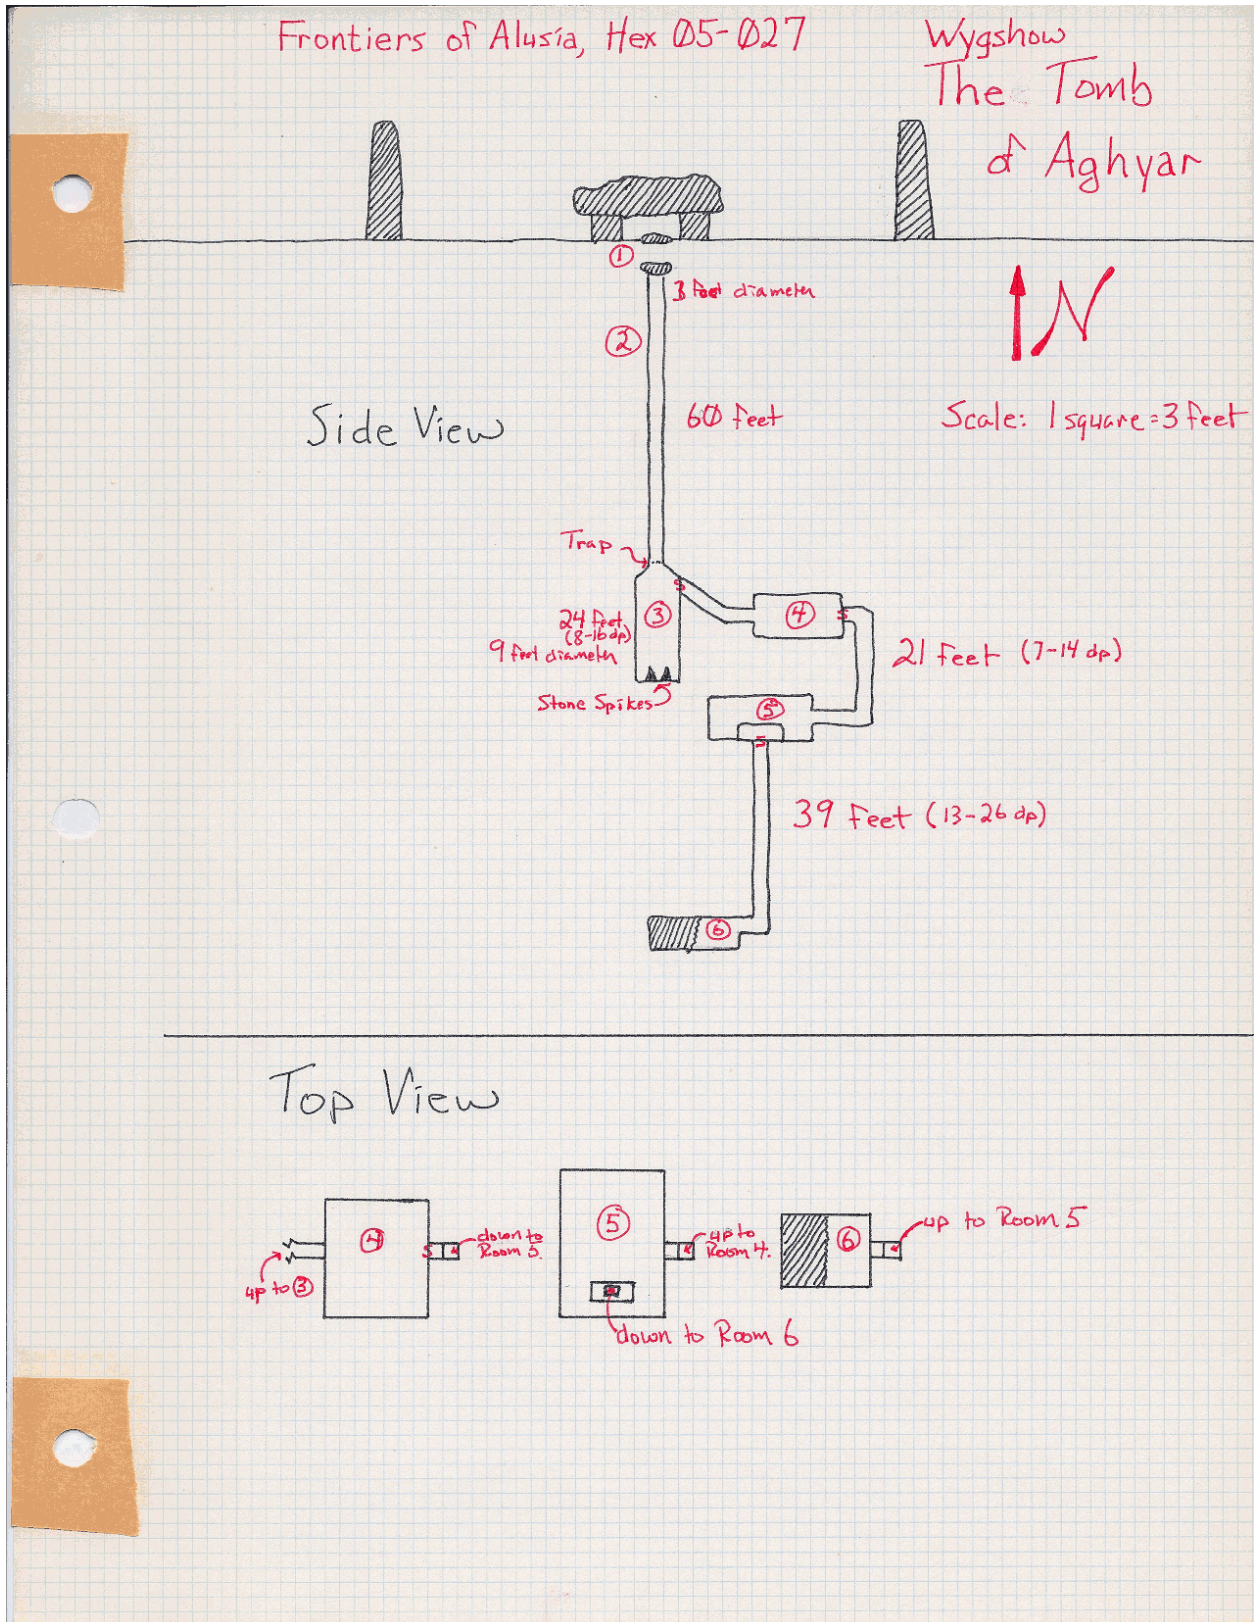 Frontiers of Alusia, Hex Ø5-Ø27
Wygshow
The Tomb
of Aghyar
1
3 feet diameter
2
N
6Ø feet
Side View
Scale: 1 square = 3 feet
Trap
3
4
24 feet
(8-16 dp)
9 feet diameter
S
S
21 feet (7-14 dp)
Stone Spikes
5
S
39 feet (13-26 dp)
6
Top View
4
S
down to
Room 5.
up to 3
5
up to
Room 4.
down to Room 6
6
up to Room 5